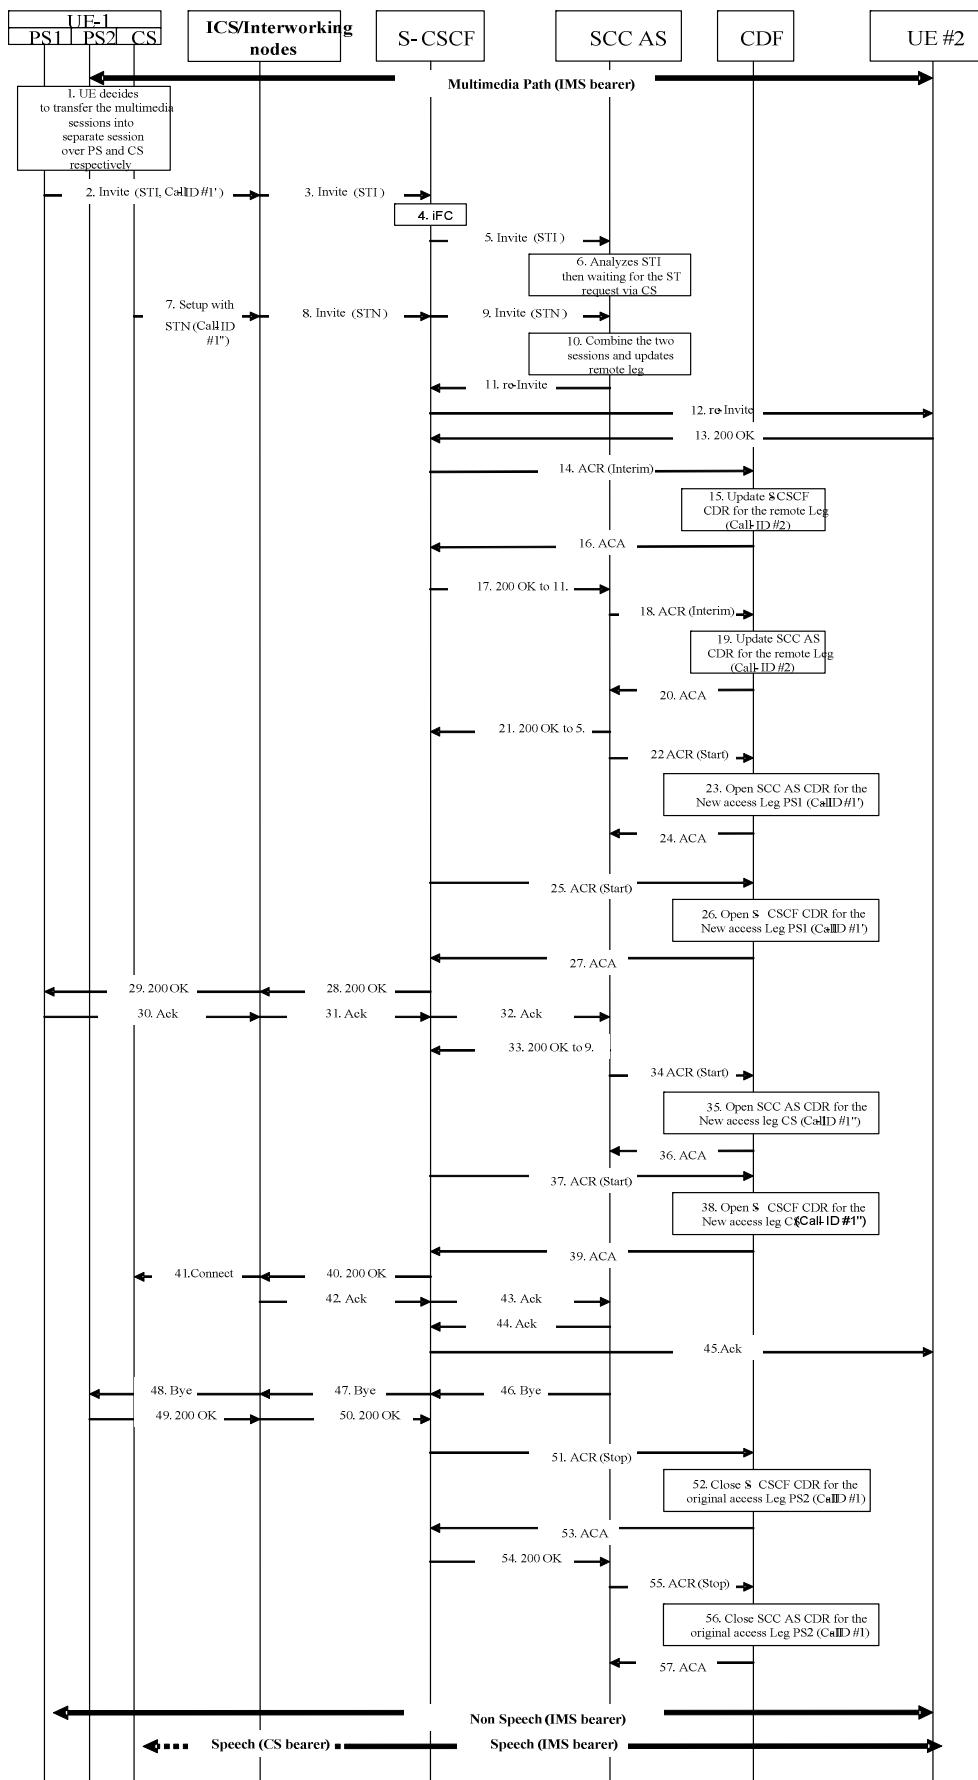 UE-1
PS1 PS2 CS
ICS/Interworking
nodes
S-CSCF
SCC AS
CDF
UE #2
Multimedia Path (IMS bearer)
1. UE decides
to transfer the multimedia
sessions into
separate session
over PS and CS
respectively
2. Invite (STI, Call-ID #1')
3. Invite (STI)
4. iFC
5. Invite (STI)
6. Analyzes STI
then waiting for the ST
request via CS
7. Setup with
STN (Call-ID
#1")
8. Invite (STN)
9. Invite (STN)
10. Combine the two
sessions and updates
remote leg
11. re-Invite
12. re-Invite
13. 200 OK
14. ACR (Interim)
15. Update S-CSCF
CDR for the remote Leg
(Call-ID #2)
16. ACA
17. 200 OK to 11.
18. ACR (Interim)
19. Update SCC AS
CDR for the remote Leg
(Call-ID #2)
20. ACA
21. 200 OK to 5.
22 ACR (Start)
23. Open SCC AS CDR for the
New access Leg PS1 (Call-ID #1')
24. ACA
25. ACR (Start)
26. Open S-CSCF CDR for the
New access Leg PS1 (Call-ID #1')
27. ACA
29. 200 OK
28. 200 OK
30. Ack
31. Ack
32. Ack
33. 200 OK to 9.
34 ACR (Start)
35. Open SCC AS CDR for the
New access leg CS (Call-ID #1")
36. ACA
37. ACR (Start)
38. Open S-CSCF CDR for the
New access leg CS (Call-ID #1")
39. ACA
41.Connect
40. 200 OK
42. Ack
43. Ack
44. Ack
45.Ack
48. Bye
47. Bye
46. Bye
49. 200 OK
50. 200 OK
51. ACR (Stop)
52. Close S-CSCF CDR for the
original access Leg PS2 (Call-ID #1)
53. ACA
54. 200 OK
55. ACR (Stop)
56. Close SCC AS CDR for the
original access Leg PS2 (Call-ID #1)
57. ACA
Non Speech (IMS bearer)
Speech (CS bearer)
Speech (IMS bearer)